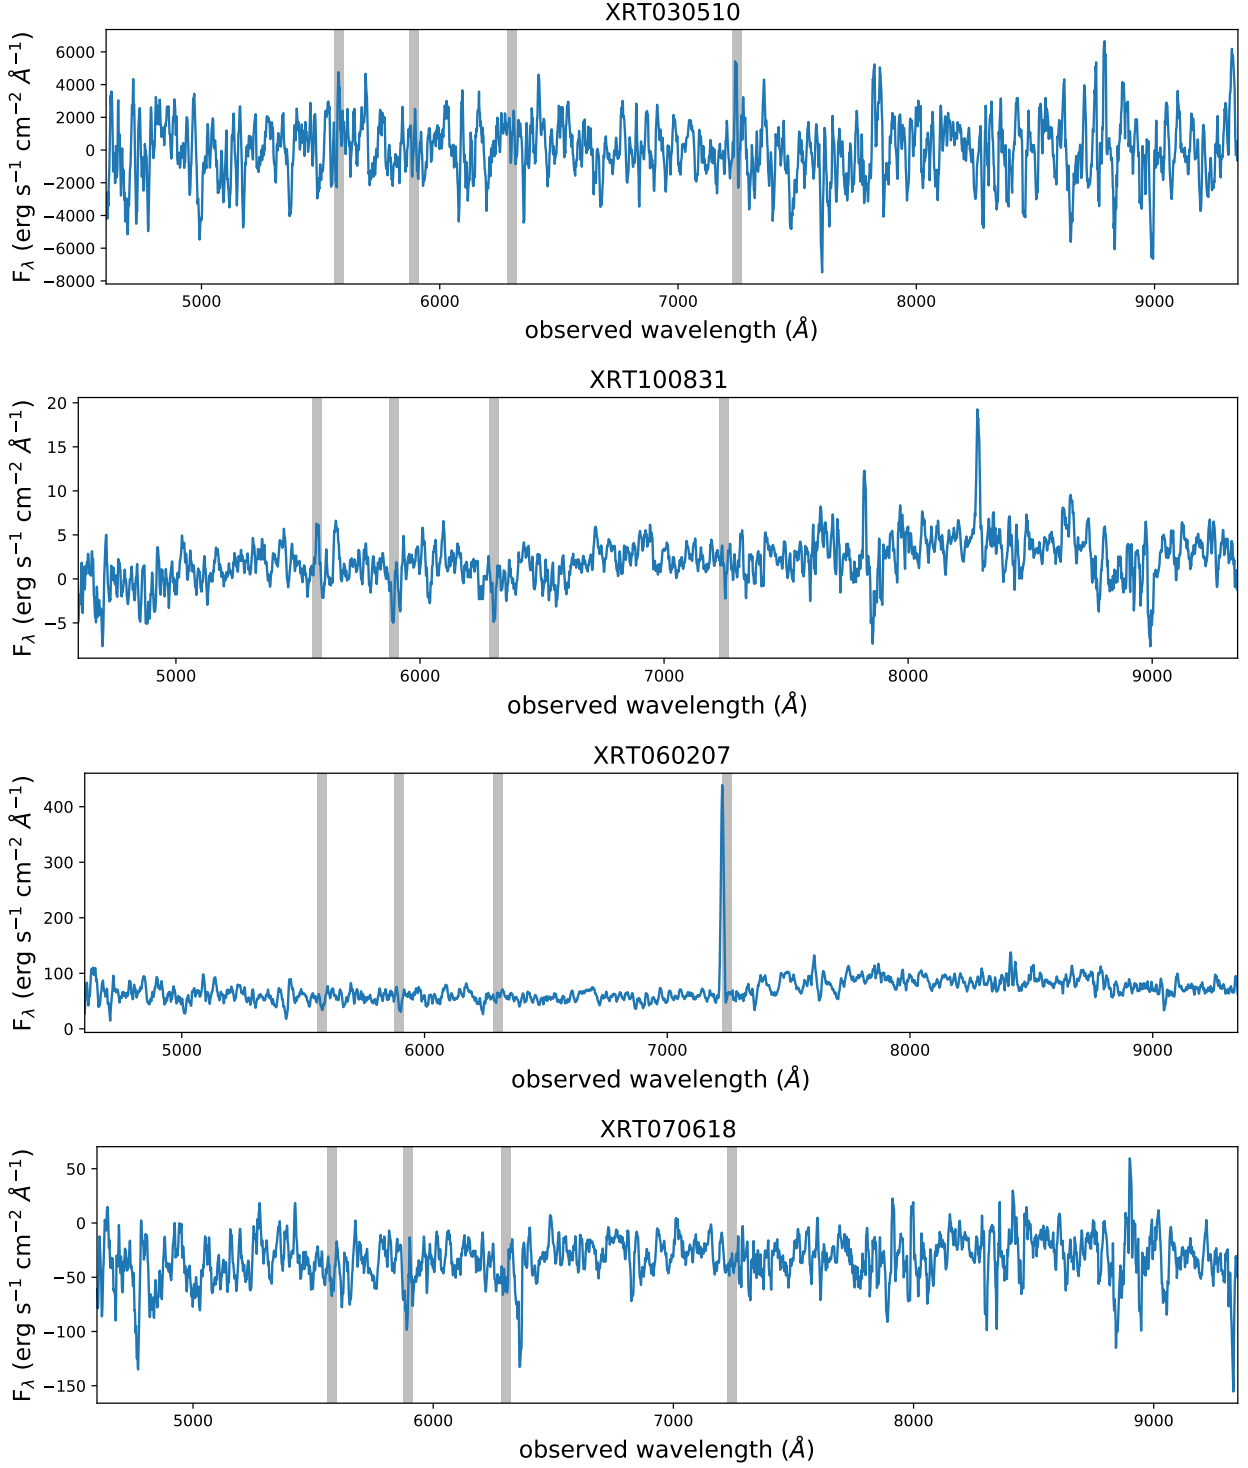 XRT030510
F_λ (erg s⁻¹ cm⁻² Å⁻¹)
6000
4000
2000
0
−2000
−4000
−6000
−8000
5000 6000 7000 8000 9000
observed wavelength (Å)
XRT100831
F_λ (erg s⁻¹ cm⁻² Å⁻¹)
20
15
10
5
0
−5
5000 6000 7000 8000 9000
observed wavelength (Å)
XRT060207
F_λ (erg s⁻¹ cm⁻² Å⁻¹)
400
300
200
100
0
5000 6000 7000 8000 9000
observed wavelength (Å)
XRT070618
F_λ (erg s⁻¹ cm⁻² Å⁻¹)
50
0
−50
−100
−150
5000 6000 7000 8000 9000
observed wavelength (Å)